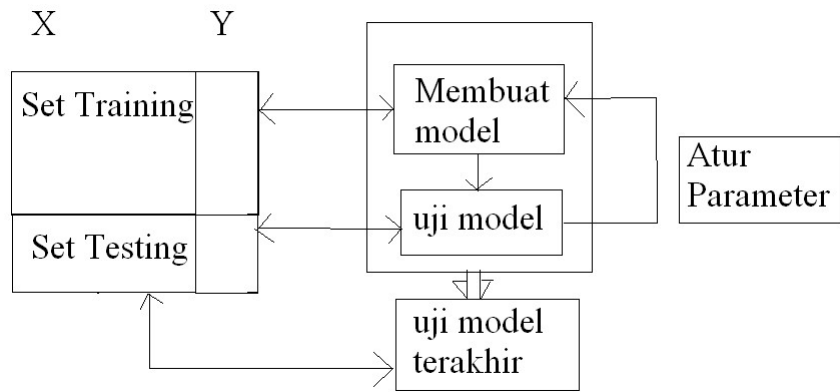 X Y
Set Training
Set Testing
Membuat
model
uji model
Atur
Parameter
uji model
terakhir